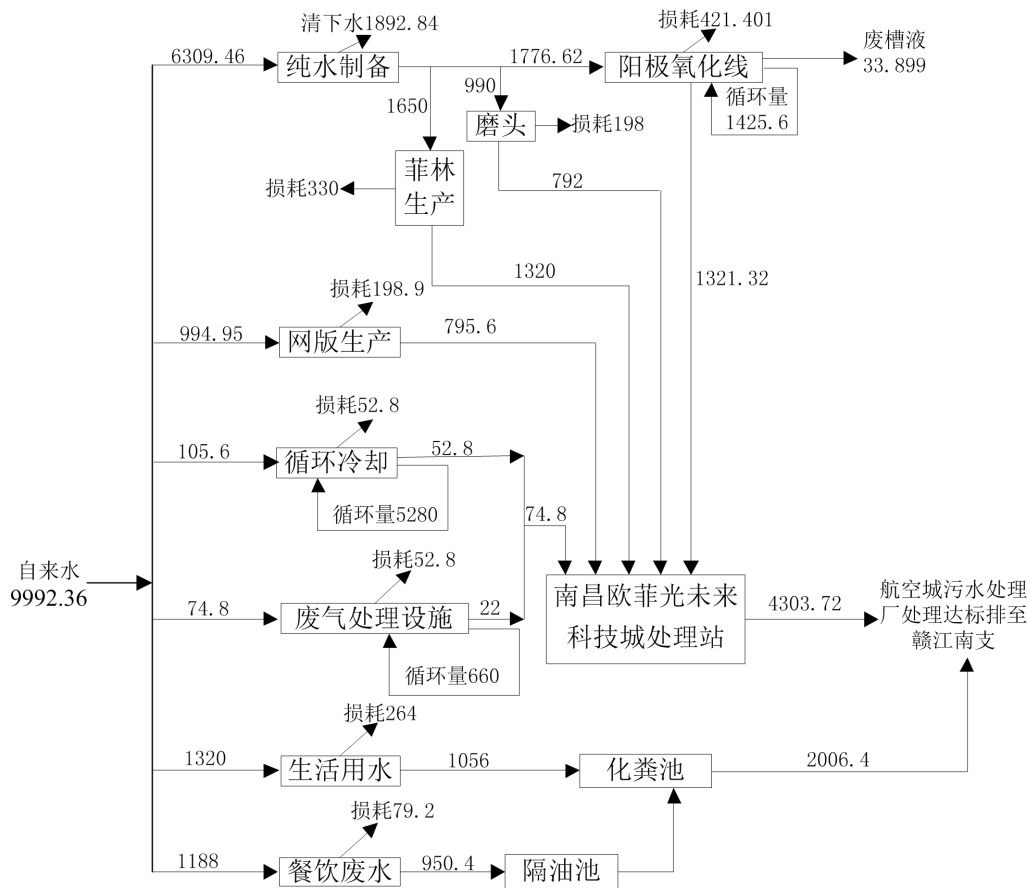 清下水1892.84
损耗421.401
6309.46
纯水制备
1776.62
阳极氧化线
废槽液
33.899
990
1650
循环量
1425.6
磨头
损耗198
菲林
生产
损耗330
792
1320
1321.32
损耗198.9
994.95
网版生产
795.6
损耗52.8
105.6
循环冷却
52.8
循环量5280
74.8
自来水
9992.36
损耗52.8
74.8
废气处理设施
22
循环量660
南昌欧菲光未来
科技城处理站
4303.72
航空城污水处理
厂处理达标排至
赣江南支
损耗264
1320
生活用水
1056
化粪池
2006.4
损耗79.2
1188
餐饮废水
950.4
隔油池